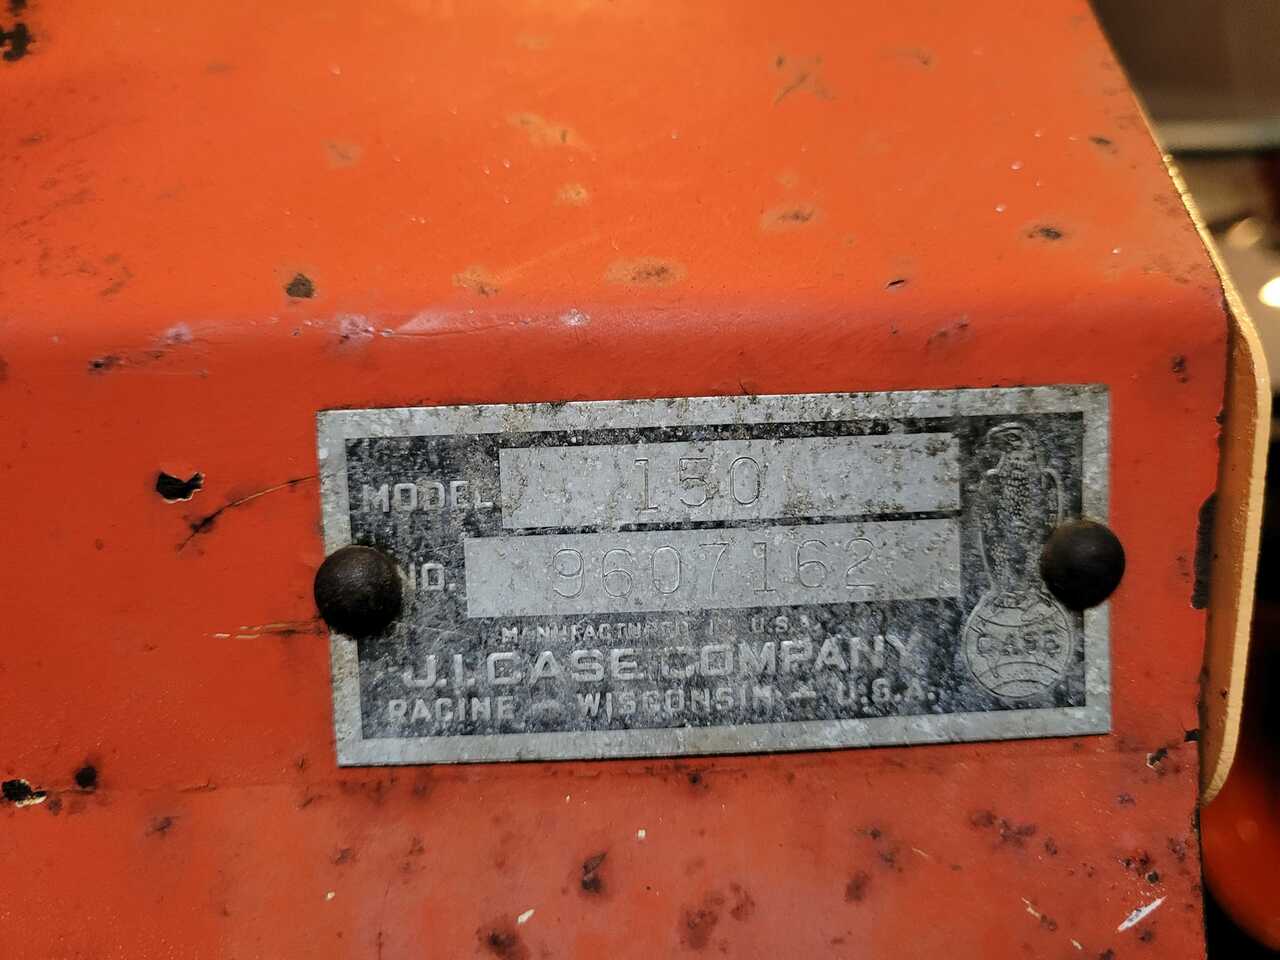 MODEL 150
NO. 9607162
MANUFACTURED IN U.S.A.
J.I. CASE COMPANY
RACINE - WISCONSIN - U.S.A.
CASE